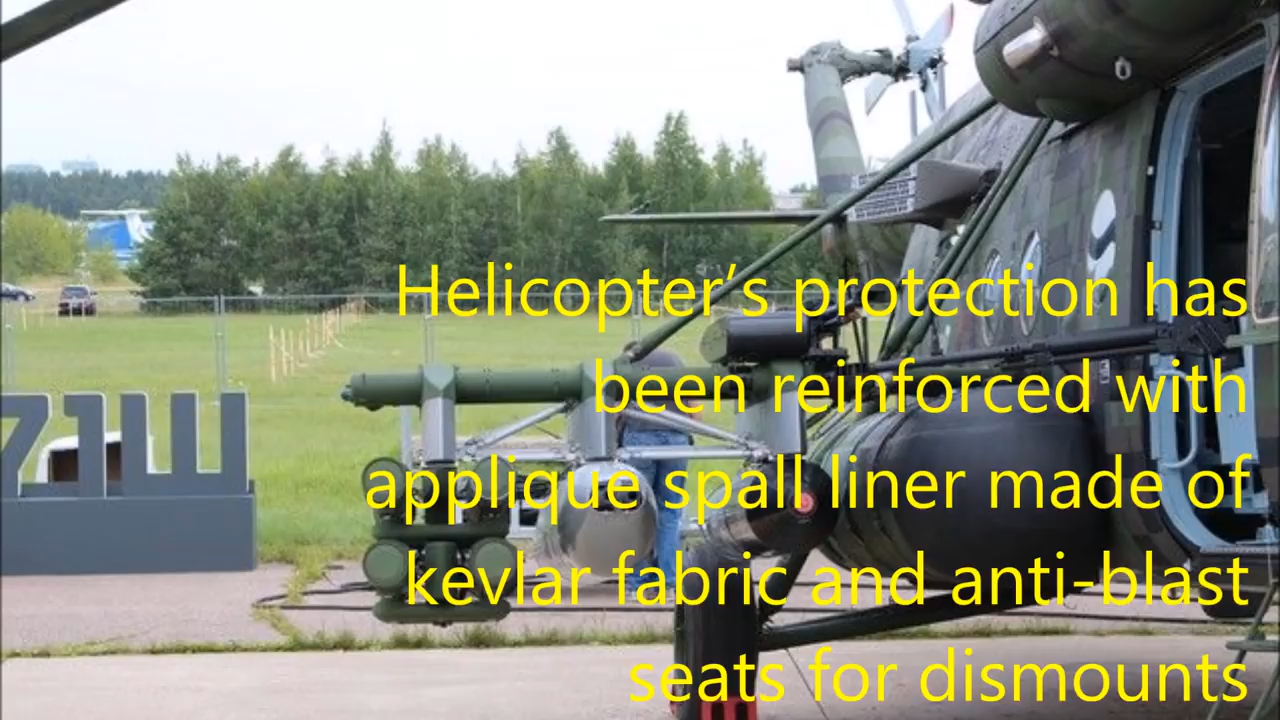 Helicopter’s protection has
been reinforced with
applique spall liner made of
kevlar fabric and anti-blast
seats for dismounts
71Ш